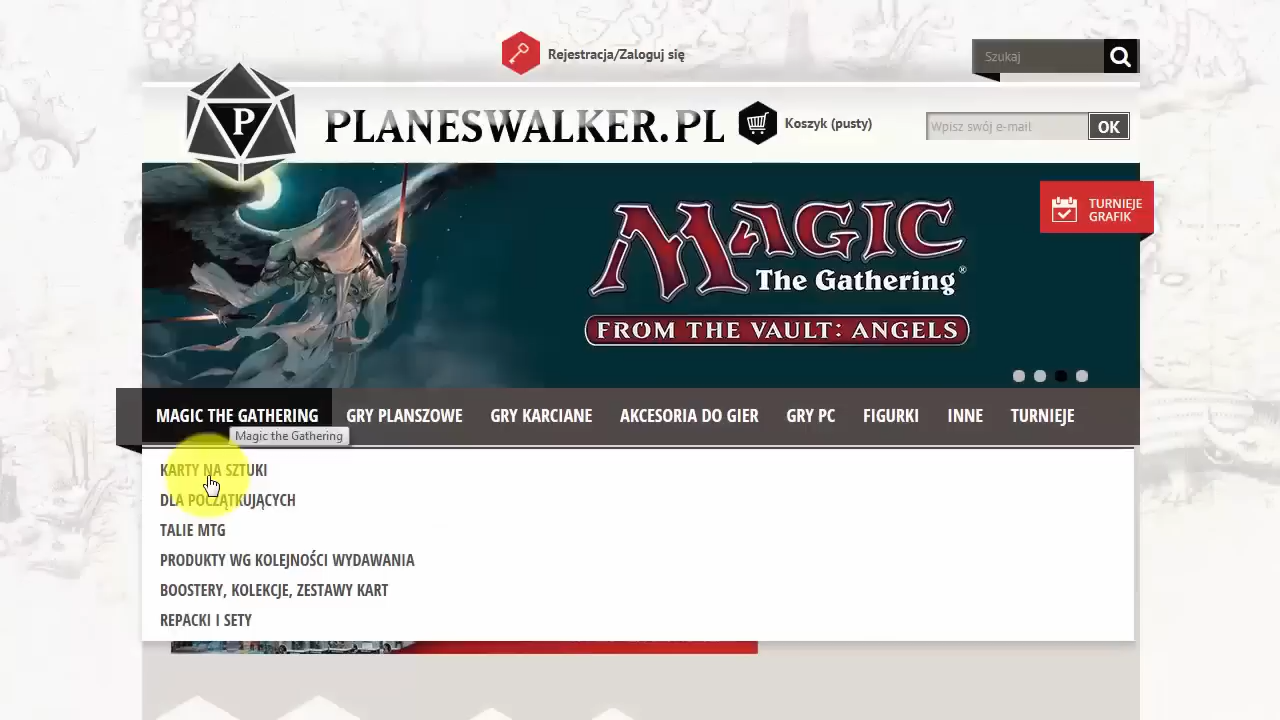 Rejestracja/Zaloguj się
Szukaj
P
PLANESWALKER.PL
Koszyk (pusty)
Wpisz swój e-mail
OK
MAGIC
The Gathering®
FROM THE VAULT: ANGELS
TURNIEJE
GRAFIK
MAGIC THE GATHERING GRY PLANSZOWE GRY KARCIANE AKCESORIA DO GIER GRY PC FIGURKI INNE TURNIEJE
Magic the Gathering
KARTY NA SZTUKI
DLA POCZĄTKUJĄCYCH
TALIE MTG
PRODUKTY WG KOLEJNOŚCI WYDAWANIA
BOOSTERY, KOLEKCJE, ZESTAWY KART
REPACKI I SETY